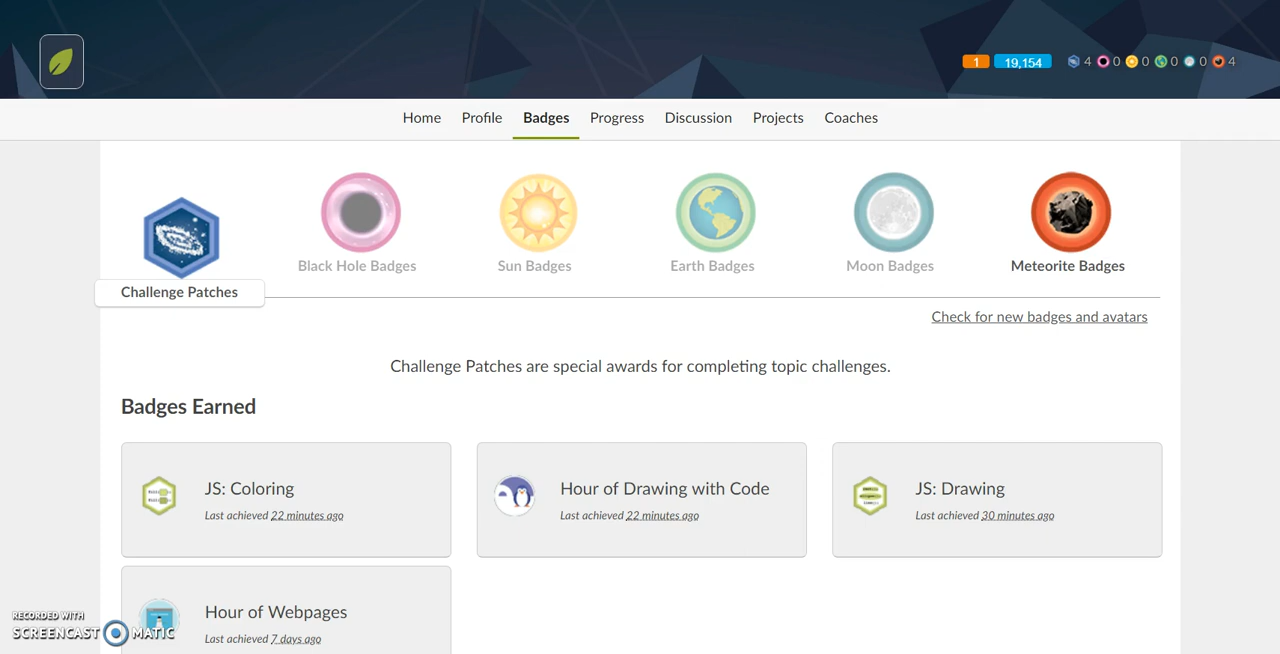 1 19,154 4 0 0 0 0 4
Home Profile Badges Progress Discussion Projects Coaches
Black Hole Badges Sun Badges Earth Badges Moon Badges Meteorite Badges
Challenge Patches
Check for new badges and avatars
Challenge Patches are special awards for completing topic challenges.
Badges Earned
JS: Coloring
Last achieved 22 minutes ago
Hour of Drawing with Code
Last achieved 22 minutes ago
JS: Drawing
Last achieved 30 minutes ago
Hour of Webpages
Last achieved 7 days ago
RECORDED WITH
SCREENCAST MATIC